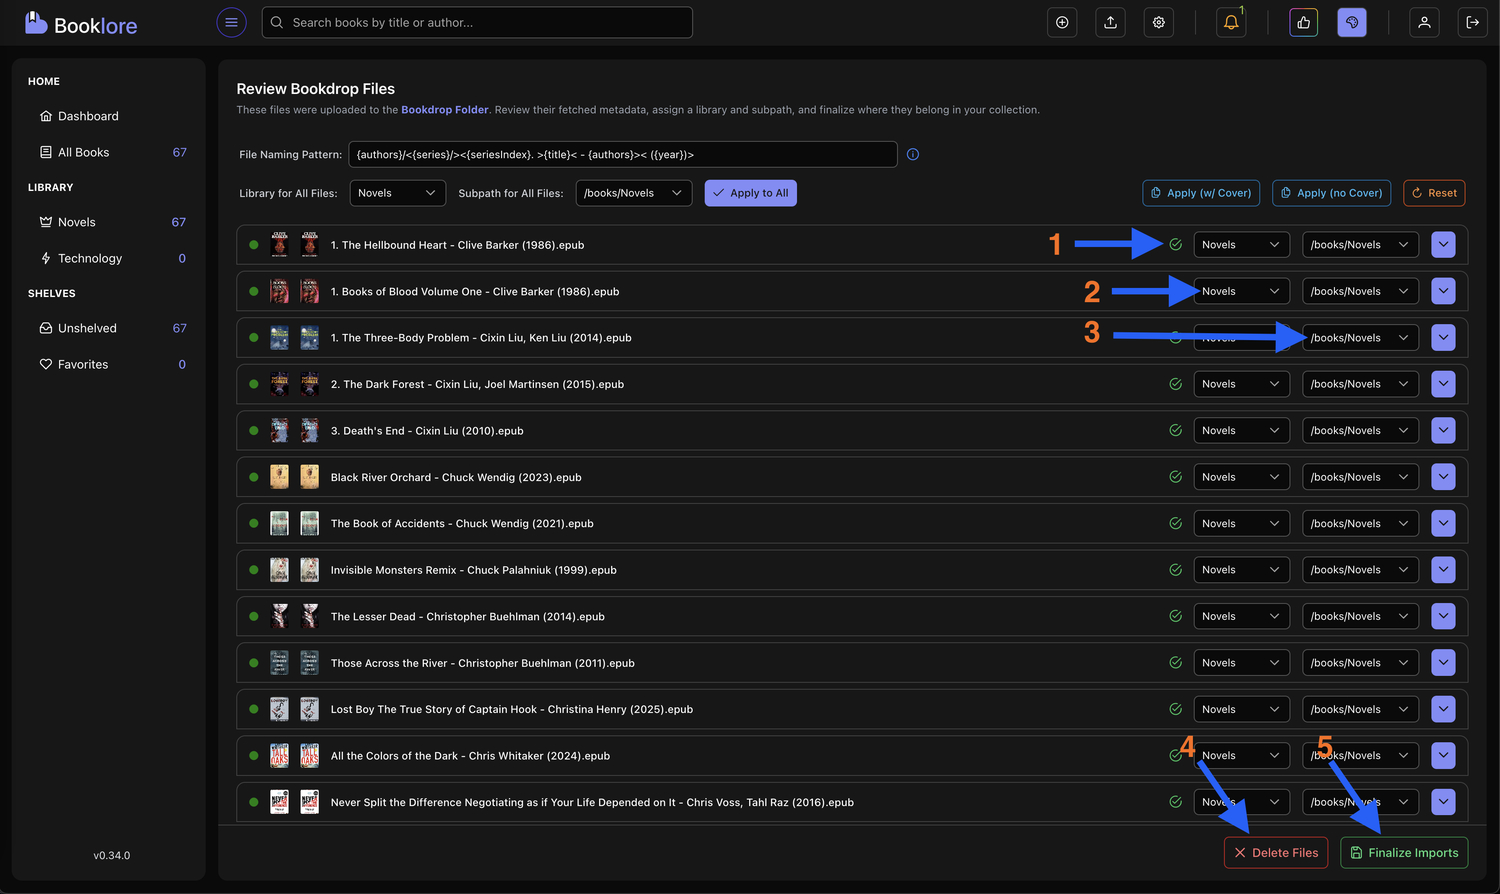 Booklore
Search books by title or author...
1
HOME
Dashboard
All Books 67
LIBRARY
Novels 67
Technology 0
SHELVES
Unshelved 67
Favorites 0
v0.34.0
Review Bookdrop Files
These files were uploaded to the Bookdrop Folder. Review their fetched metadata, assign a library and subpath, and finalize where they belong in your collection.
File Naming Pattern: {authors}/<{series}/><{seriesIndex}. >{title}< - {authors}>< ({year})>
Library for All Files: Novels Subpath for All Files: /books/Novels Apply to All Apply (w/ Cover) Apply (no Cover) Reset
1. The Hellbound Heart - Clive Barker (1986).epub 1 Novels /books/Novels
1. Books of Blood Volume One - Clive Barker (1986).epub 2 Novels /books/Novels
1. The Three-Body Problem - Cixin Liu, Ken Liu (2014).epub 3 Novels /books/Novels
2. The Dark Forest - Cixin Liu, Joel Martinsen (2015).epub Novels /books/Novels
3. Death's End - Cixin Liu (2010).epub Novels /books/Novels
Black River Orchard - Chuck Wendig (2023).epub Novels /books/Novels
The Book of Accidents - Chuck Wendig (2021).epub Novels /books/Novels
Invisible Monsters Remix - Chuck Palahniuk (1999).epub Novels /books/Novels
The Lesser Dead - Christopher Buehlman (2014).epub Novels /books/Novels
Those Across the River - Christopher Buehlman (2011).epub Novels /books/Novels
Lost Boy The True Story of Captain Hook - Christina Henry (2025).epub Novels /books/Novels
All the Colors of the Dark - Chris Whitaker (2024).epub 4 Novels 5 /books/Novels
Never Split the Difference Negotiating as if Your Life Depended on It - Chris Voss, Tahl Raz (2016).epub Novels /books/Novels
Delete Files Finalize Imports